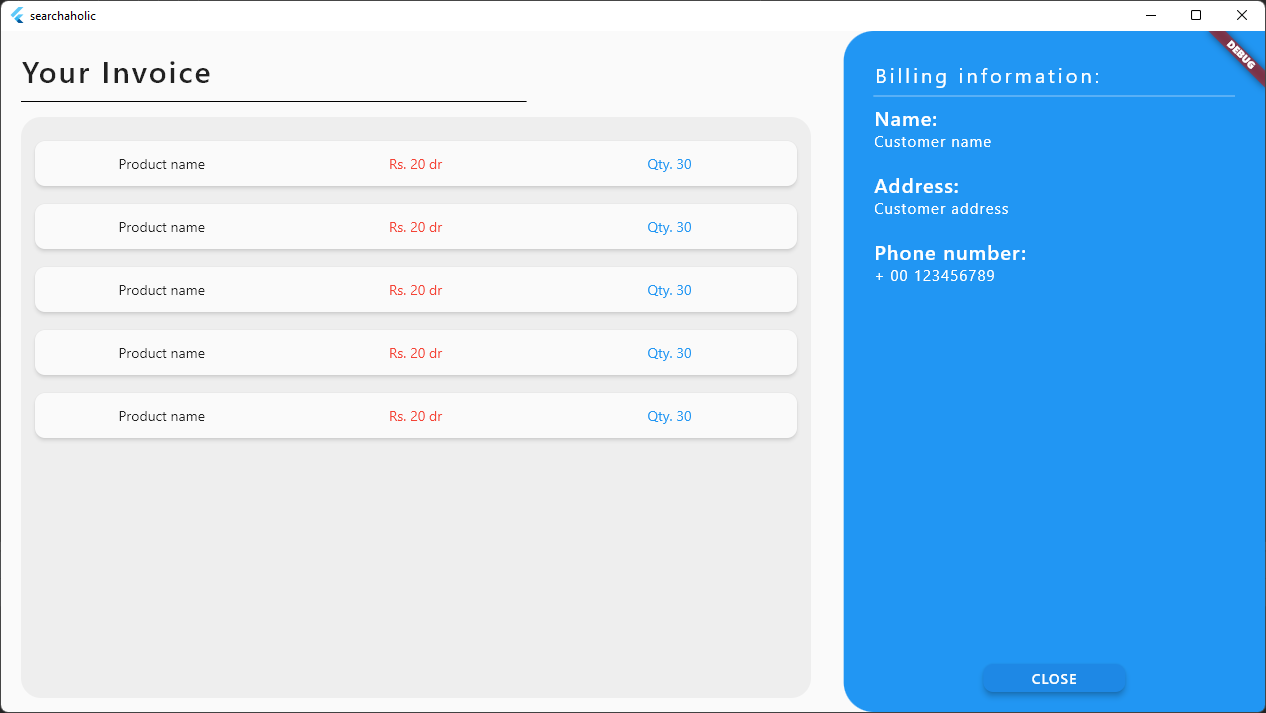 searchaholic
Your Invoice
Product name Rs. 20 dr Qty. 30
Product name Rs. 20 dr Qty. 30
Product name Rs. 20 dr Qty. 30
Product name Rs. 20 dr Qty. 30
Product name Rs. 20 dr Qty. 30
DEBUG
Billing information:
Name:
Customer name
Address:
Customer address
Phone number:
+ 00 123456789
CLOSE